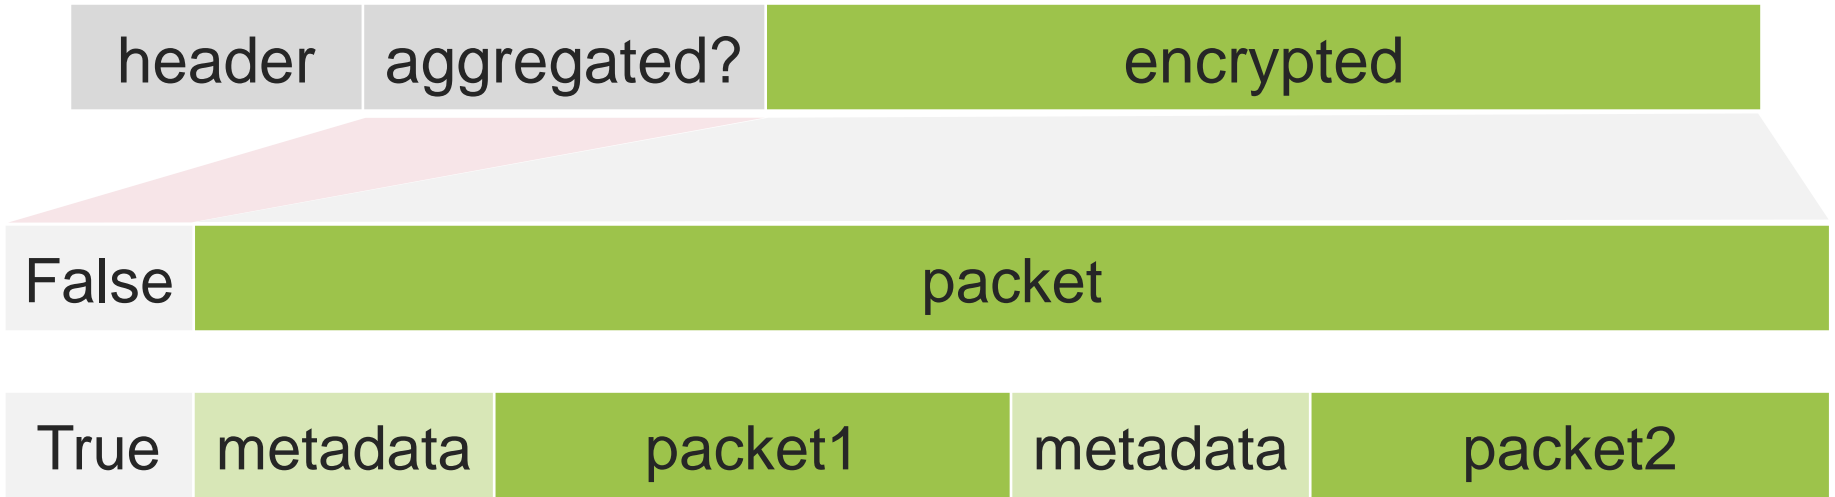 header aggregated? encrypted
False packet
True metadata packet1 metadata packet2